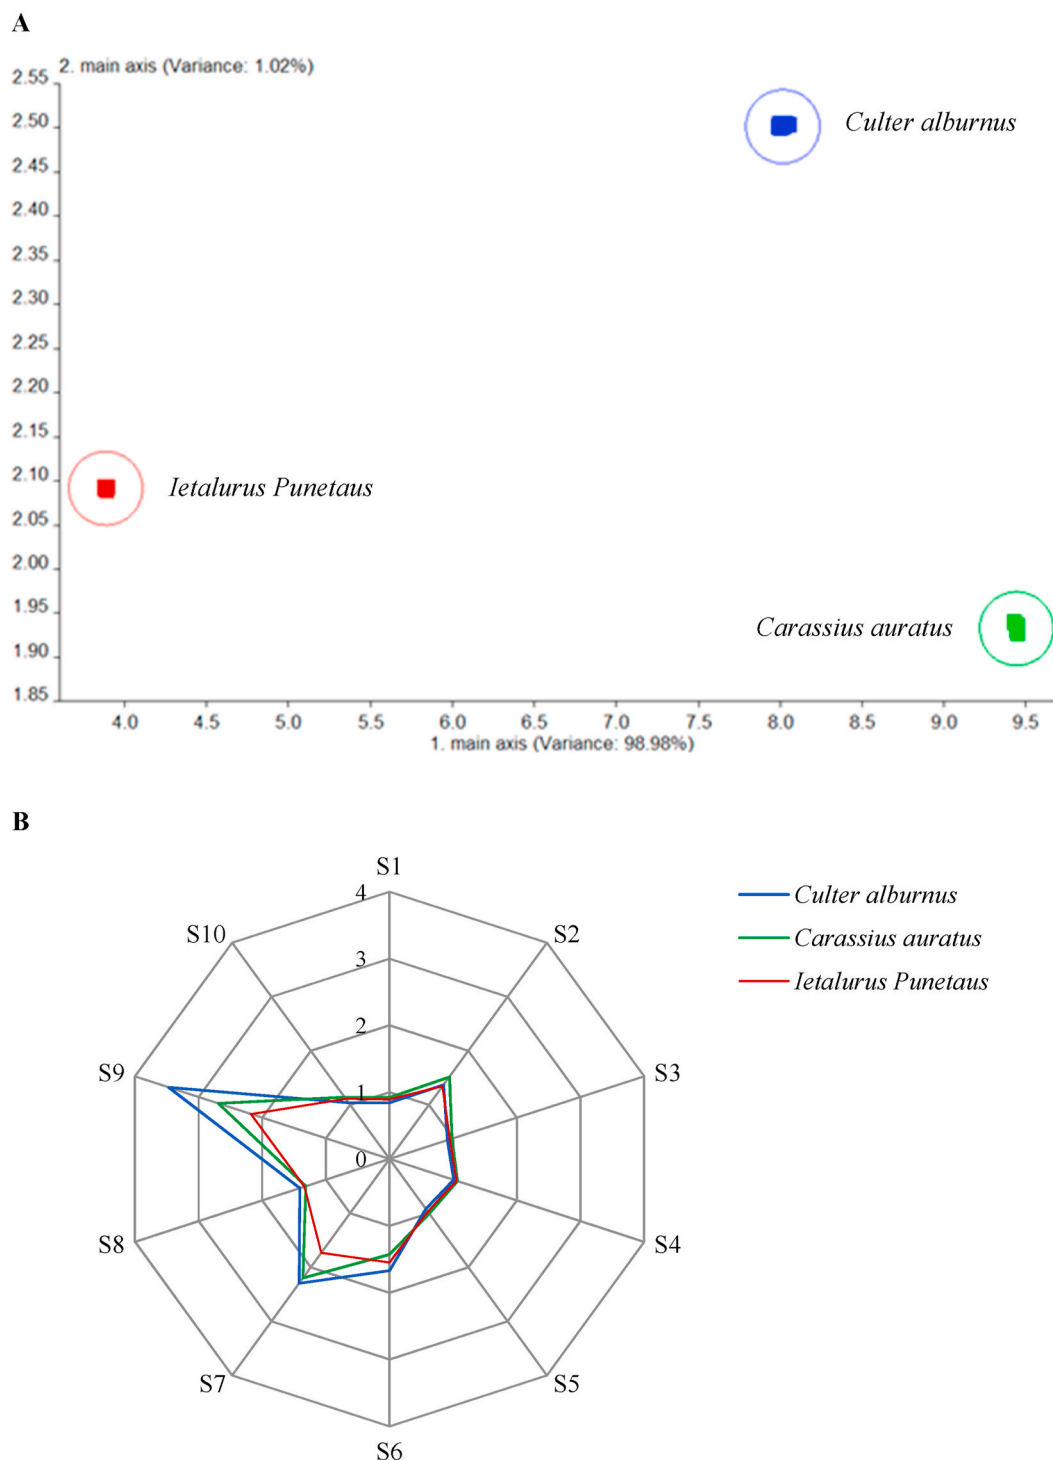 A
2. main axis (Variance: 1.02%)
2.55
2.50
2.45
2.40
2.35
2.30
2.25
2.20
2.15
2.10
2.05
2.00
1.95
1.90
1.85
Culter alburnus
Ietalurus Punetaus
Carassius auratus
4.0 4.5 5.0 5.5 6.0 6.5 7.0 7.5 8.0 8.5 9.0 9.5
1. main axis (Variance: 98.98%)
B
S1
S2
S3
S4
S5
S6
S7
S8
S9
S10
4
3
2
1
0
Culter alburnus
Carassius auratus
Ietalurus Punetaus